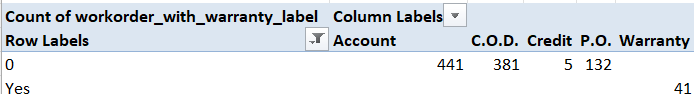 Count of workorder_with_warranty_label Column Labels
Row Labels Account C.O.D. Credit P.O. Warranty
0 441 381 5 132
Yes 41